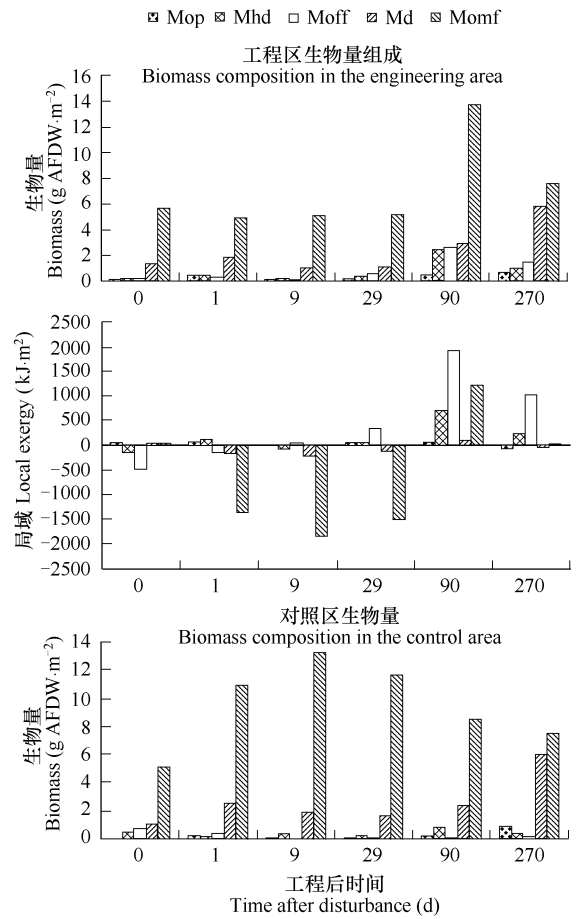 Mop Mhd Moff Md Momf
工程区生物量组成
Biomass composition in the engineering area
生物量
Biomass (g AFDW·m⁻²)
16
14
12
10
8
6
4
2
0
0 1 9 29 90 270
局域 Local exergy (kJ·m²)
2500
2000
1500
1000
500
0
−500
−1000
−1500
−2000
−2500
0 1 9 29 90 270
对照区生物量
Biomass composition in the control area
生物量
Biomass (g AFDW·m⁻²)
14
12
10
8
6
4
2
0
0 1 9 29 90 270
工程后时间
Time after disturbance (d)